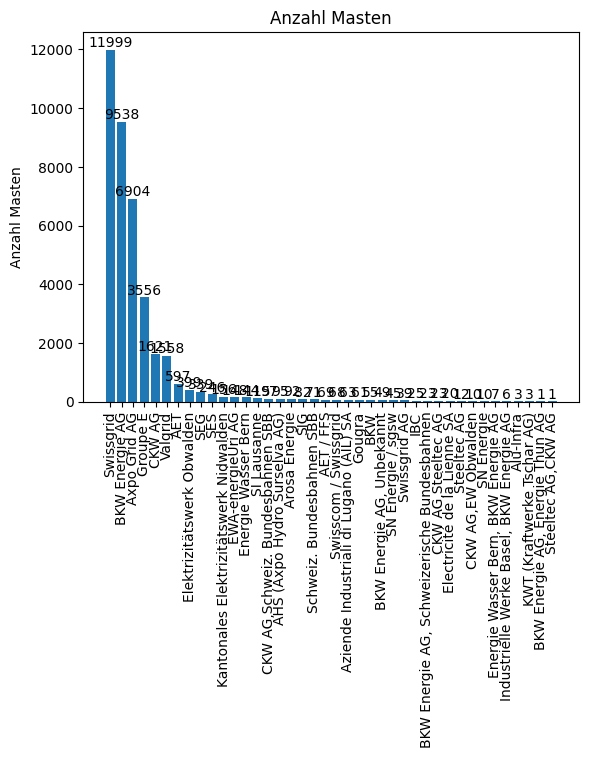 Anzahl Masten
Anzahl Masten
12000
10000
8000
6000
4000
2000
0
11999
9538
6904
3556
1621
1558
597
399
Swissgrid
BKW Energie AG
Axpo Grid AG
Groupe E
CKW AG
Valgrid
AET
Elektrizitätswerk Obwalden
SEG
SES
Kantonales Elektrizitätswerk Nidwalden
EWA-energieUri AG
Energie Wasser Bern
SI Lausanne
CKW AG,Schweiz. Bundesbahnen SBB
AHS (Axpo Hydro Surselva AG)
Arosa Energie
SIG
Schweiz. Bundesbahnen SBB
AET / FFS
Swisscom / Swissgrid
Aziende Industriali di Lugano (AIL) SA
Gougra
BKW
BKW Energie AG, Unbekannt
SN Energie / sgsw
Swissgrid AG
IBC
BKW Energie AG, Schweizerische Bundesbahnen
CKW AG,Steeltec AG
Electricité de la Lienne AG
Steeltec AG
CKW AG,EW Obwalden
SN Energie
Energie Wasser Bern, BKW Energie AG
Industrielle Werke Basel, BKW Energie AG
Alu-Infra
KWT (Kraftwerke Tschar AG)
BKW Energie AG, Energie Thun AG
Steeltec AG,CKW AG